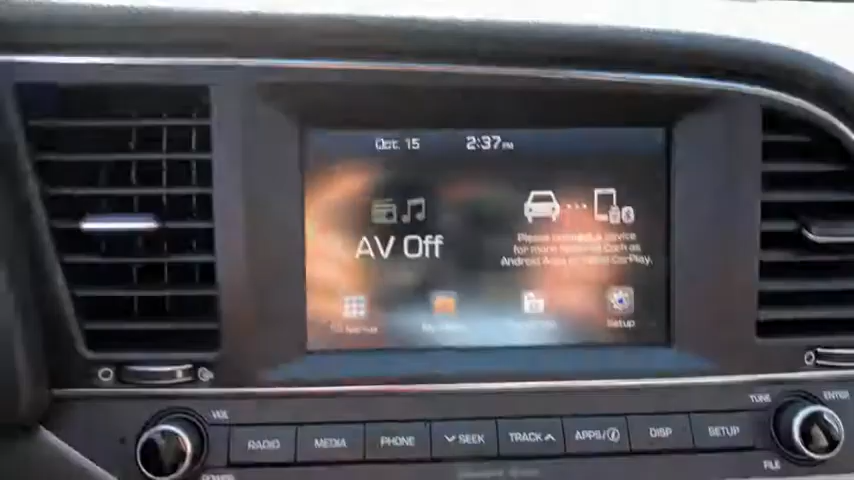 Oct. 15 2:37 PM
AV Off
Please connect a device
for more features such as
Android Auto or Apple CarPlay.
Setup
VOL
TUNE
ENTER
RADIO MEDIA PHONE SEEK TRACK APPS/ DISP SETUP
POWER
FILE